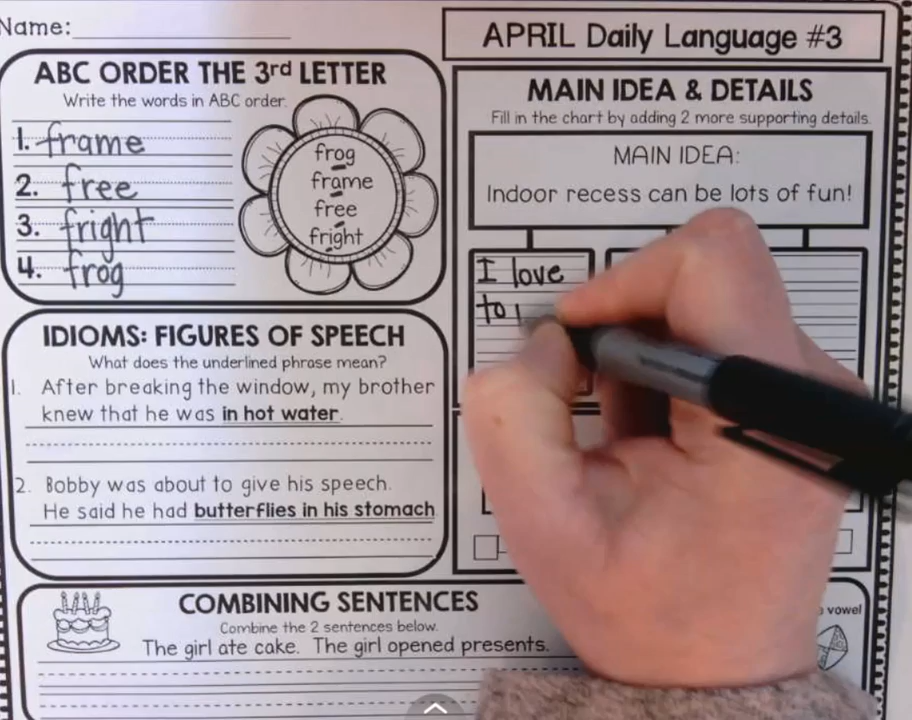 Name:
APRIL Daily Language #3
ABC ORDER THE 3rd LETTER
Write the words in ABC order.
1. frame
2. free
3. fright
4. frog
frog
frame
free
fright
MAIN IDEA & DETAILS
Fill in the chart by adding 2 more supporting details.
MAIN IDEA:
Indoor recess can be lots of fun!
I love
to
IDIOMS: FIGURES OF SPEECH
What does the underlined phrase mean?
1. After breaking the window, my brother
knew that he was in hot water.
2. Bobby was about to give his speech.
He said he had butterflies in his stomach
COMBINING SENTENCES
Combine the 2 sentences below.
The girl ate cake. The girl opened presents.
vowel